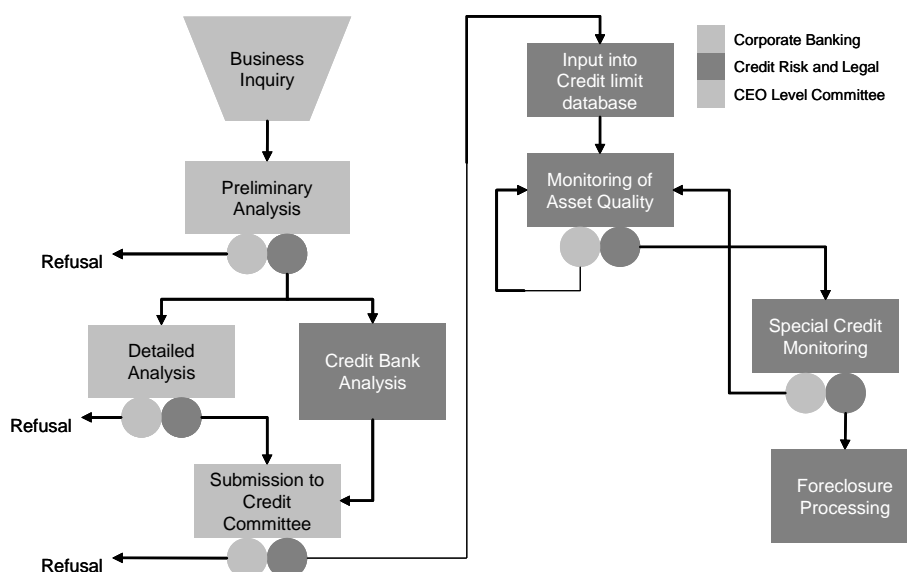 Business
Inquiry
Preliminary
Analysis
Refusal
Detailed
Analysis
Credit Bank
Analysis
Refusal
Submission to
Credit
Committee
Refusal
Input into
Credit limit
database
Monitoring of
Asset Quality
Special Credit
Monitoring
Foreclosure
Processing
Corporate Banking
Credit Risk and Legal
CEO Level Committee